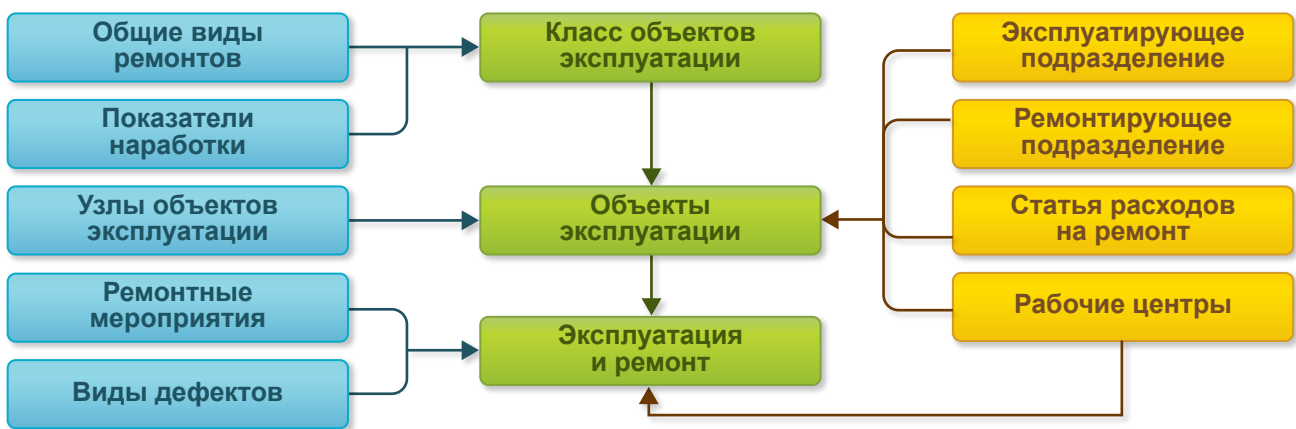 Общие виды
ремонтов
Показатели
наработки
Узлы объектов
эксплуатации
Ремонтные
мероприятия
Виды дефектов
Класс объектов
эксплуатации
Объекты
эксплуатации
Эксплуатация
и ремонт
Эксплуатирующее
подразделение
Ремонтирующее
подразделение
Статья расходов
на ремонт
Рабочие центры